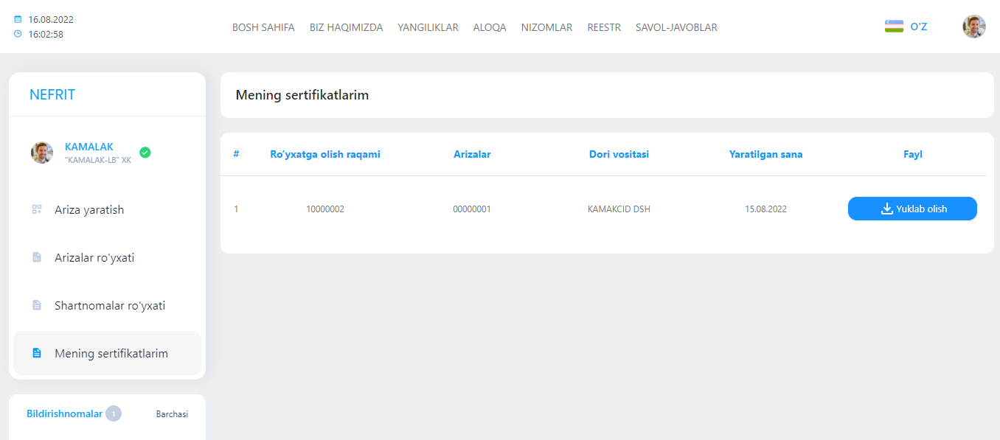 16.08.2022
16:02:58
BOSH SAHIFA BIZ HAQIMIZDA YANGILIKLAR ALOQA NIZOMLAR REESTR SAVOL-JAVOBLAR
O'Z
NEFRIT
KAMALAK
"KAMALAK-LB" XK
Ariza yaratish
Arizalar ro'yxati
Shartnomalar ro'yxati
Mening sertifikatlarim
Bildirishnomalar 1 Barchasi
Mening sertifikatlarim
# Ro‘yxatga olish raqami Arizalar Dori vositasi Yaratilgan sana Fayl
1 10000002 00000001 KAMAKCID DSH 15.08.2022 Yuklab olish